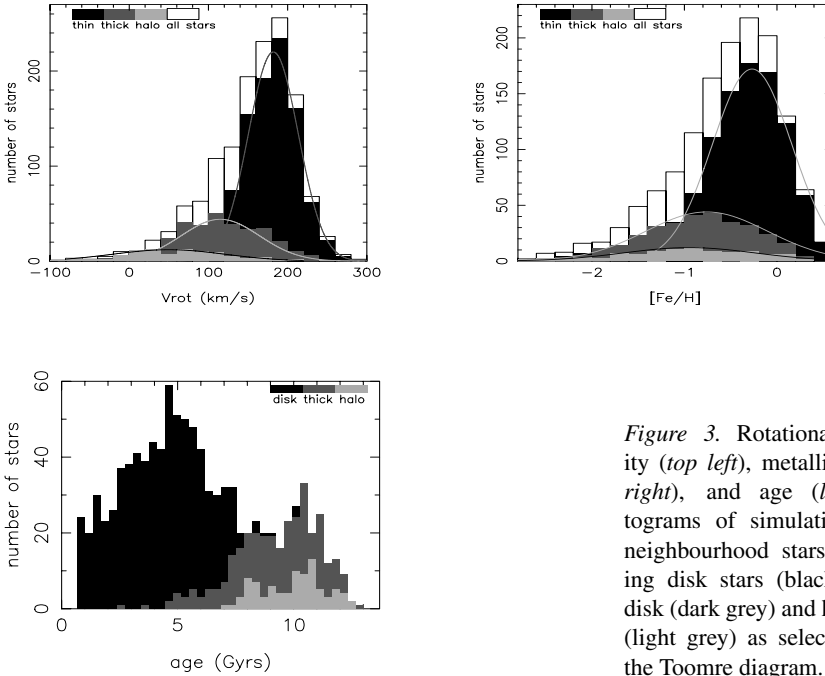 thin thick halo all stars
200
100
0
number of stars
−100 0 100 200 300
Vrot (km/s)
thin thick halo all stars
200
150
100
50
0
number of stars
−2 −1 0
[Fe/H]
disk thick halo
60
40
20
0
number of stars
0 5 10
age (Gyrs)
Figure 3. Rotationa
ity (top left), metalli
right), and age (l
tograms of simulati
neighbourhood stars
ing disk stars (blac
disk (dark grey) and h
(light grey) as selec
the Toomre diagram.